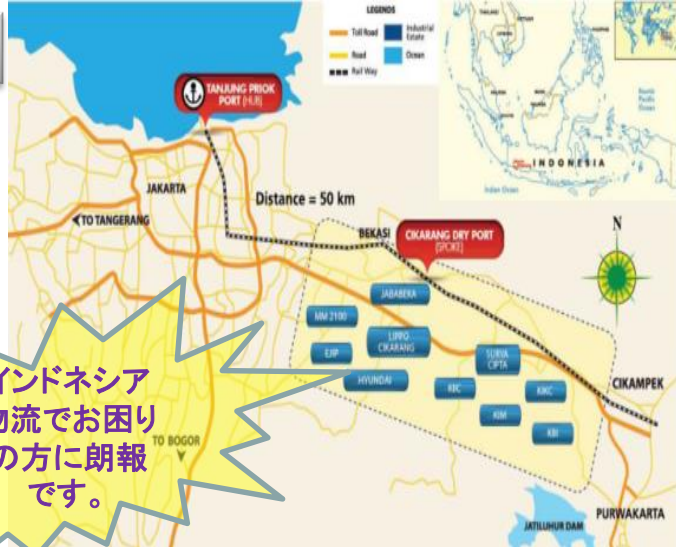 LEGENDS
Toll Road
Industrial
Estate
Road
Ocean
Rail Way
TANJUNG PRIOK
PORT (HUB)
JAKARTA
TO TANGERANG
Distance = 50 km
BEKASI
CIKARANG DRY PORT
(SPOKE)
INDONESIA
Indian Ocean
N
JABABEKA
MM 2100
LIPPO
CIKARANG
EJIP
HYUNDAI
SURYA
CIPTA
KIIC
KIM
KBI
CIKAMPEK
インドネシア
物流でお困り
の方に朗報
です。
TO BOGOR
JATILUHUR DAM
PURWAKARTA